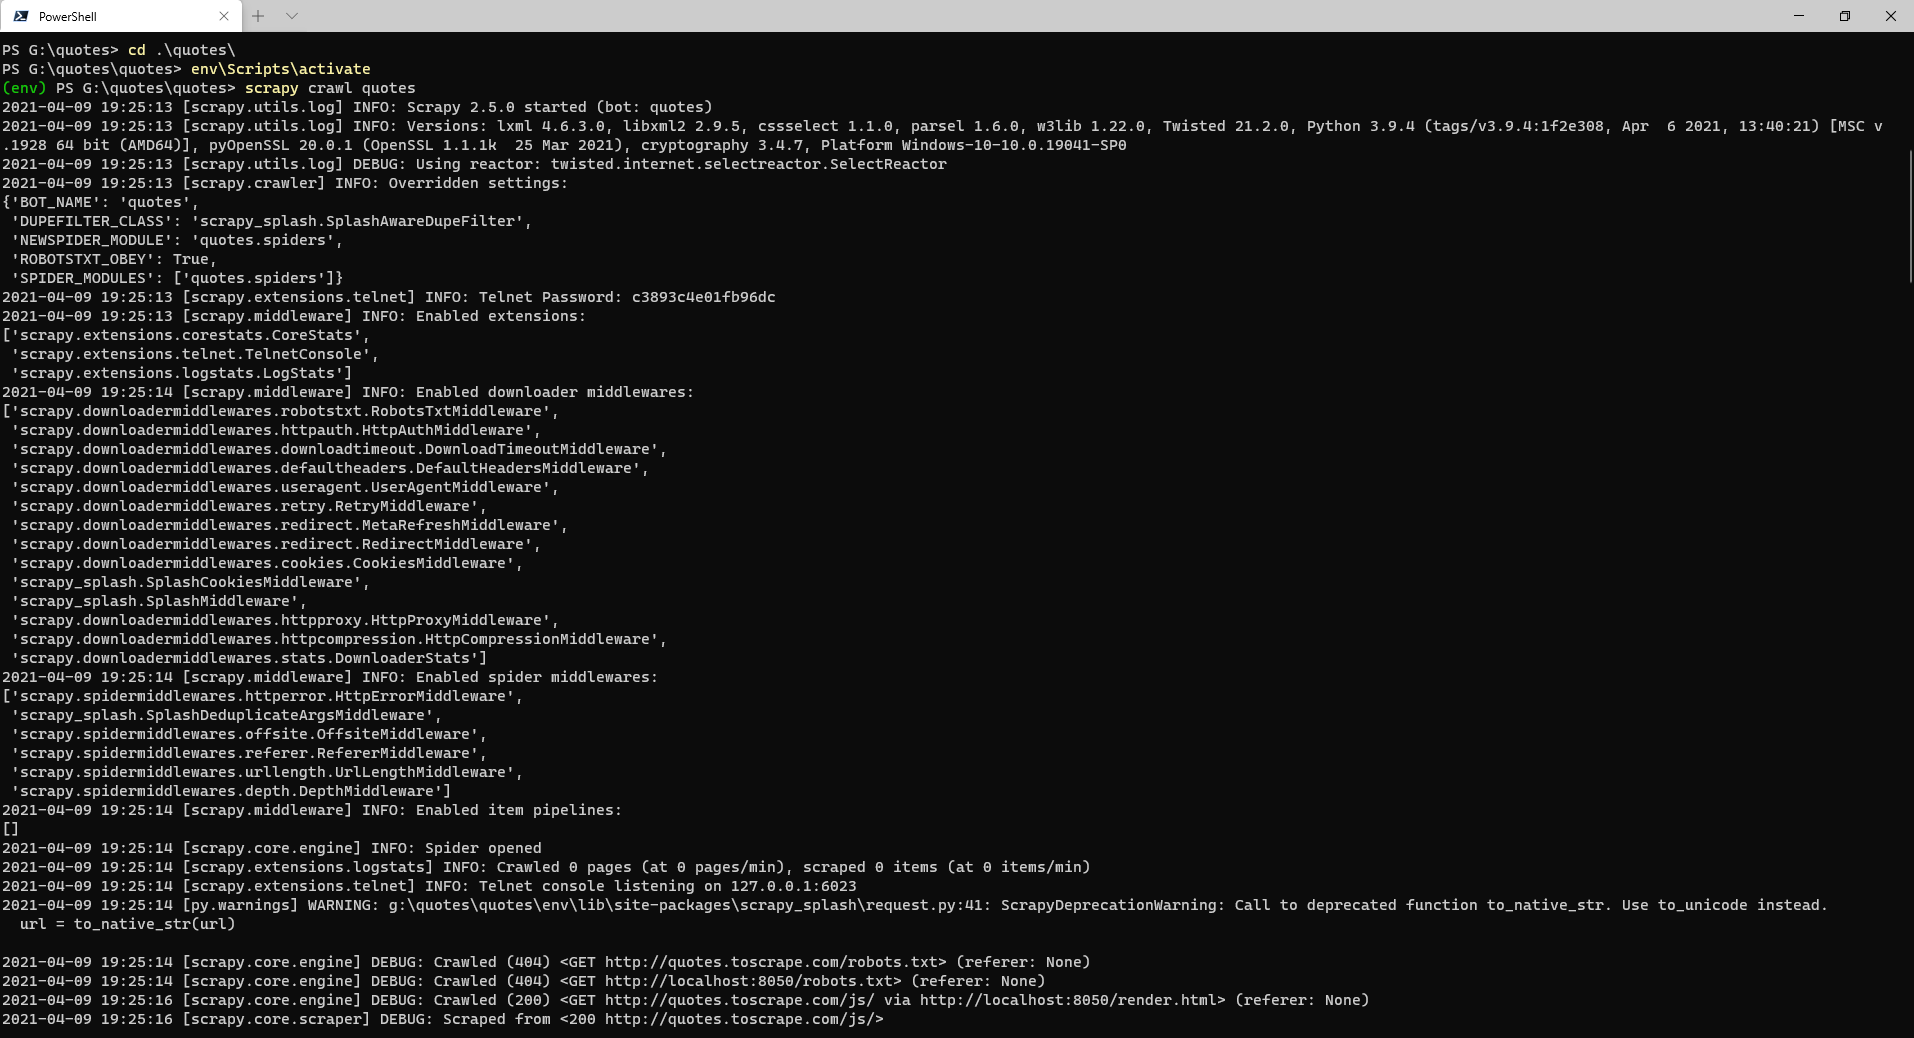 PowerShell
PS G:\quotes> cd .\quotes\
PS G:\quotes\quotes> env\Scripts\activate
(env) PS G:\quotes\quotes> scrapy crawl quotes
2021-04-09 19:25:13 [scrapy.utils.log] INFO: Scrapy 2.5.0 started (bot: quotes)
2021-04-09 19:25:13 [scrapy.utils.log] INFO: Versions: lxml 4.6.3.0, libxml2 2.9.5, cssselect 1.1.0, parsel 1.6.0, w3lib 1.22.0, Twisted 21.2.0, Python 3.9.4 (tags/v3.9.4:1f2e308, Apr  6 2021, 13:40:21) [MSC v
.1928 64 bit (AMD64)], pyOpenSSL 20.0.1 (OpenSSL 1.1.1k  25 Mar 2021), cryptography 3.4.7, Platform Windows-10-10.0.19041-SP0
2021-04-09 19:25:13 [scrapy.utils.log] DEBUG: Using reactor: twisted.internet.selectreactor.SelectReactor
2021-04-09 19:25:13 [scrapy.crawler] INFO: Overridden settings:
{'BOT_NAME': 'quotes',
 'DUPEFILTER_CLASS': 'scrapy_splash.SplashAwareDupeFilter',
 'NEWSPIDER_MODULE': 'quotes.spiders',
 'ROBOTSTXT_OBEY': True,
 'SPIDER_MODULES': ['quotes.spiders']}
2021-04-09 19:25:13 [scrapy.extensions.telnet] INFO: Telnet Password: c3893c4e01fb96dc
2021-04-09 19:25:13 [scrapy.middleware] INFO: Enabled extensions:
['scrapy.extensions.corestats.CoreStats',
 'scrapy.extensions.telnet.TelnetConsole',
 'scrapy.extensions.logstats.LogStats']
2021-04-09 19:25:14 [scrapy.middleware] INFO: Enabled downloader middlewares:
['scrapy.downloadermiddlewares.robotstxt.RobotsTxtMiddleware',
 'scrapy.downloadermiddlewares.httpauth.HttpAuthMiddleware',
 'scrapy.downloadermiddlewares.downloadtimeout.DownloadTimeoutMiddleware',
 'scrapy.downloadermiddlewares.defaultheaders.DefaultHeadersMiddleware',
 'scrapy.downloadermiddlewares.useragent.UserAgentMiddleware',
 'scrapy.downloadermiddlewares.retry.RetryMiddleware',
 'scrapy.downloadermiddlewares.redirect.MetaRefreshMiddleware',
 'scrapy.downloadermiddlewares.redirect.RedirectMiddleware',
 'scrapy.downloadermiddlewares.cookies.CookiesMiddleware',
 'scrapy_splash.SplashCookiesMiddleware',
 'scrapy_splash.SplashMiddleware',
 'scrapy.downloadermiddlewares.httpproxy.HttpProxyMiddleware',
 'scrapy.downloadermiddlewares.httpcompression.HttpCompressionMiddleware',
 'scrapy.downloadermiddlewares.stats.DownloaderStats']
2021-04-09 19:25:14 [scrapy.middleware] INFO: Enabled spider middlewares:
['scrapy.spidermiddlewares.httperror.HttpErrorMiddleware',
 'scrapy_splash.SplashDeduplicateArgsMiddleware',
 'scrapy.spidermiddlewares.offsite.OffsiteMiddleware',
 'scrapy.spidermiddlewares.referer.RefererMiddleware',
 'scrapy.spidermiddlewares.urllength.UrlLengthMiddleware',
 'scrapy.spidermiddlewares.depth.DepthMiddleware']
2021-04-09 19:25:14 [scrapy.middleware] INFO: Enabled item pipelines:
[]
2021-04-09 19:25:14 [scrapy.core.engine] INFO: Spider opened
2021-04-09 19:25:14 [scrapy.extensions.logstats] INFO: Crawled 0 pages (at 0 pages/min), scraped 0 items (at 0 items/min)
2021-04-09 19:25:14 [scrapy.extensions.telnet] INFO: Telnet console listening on 127.0.0.1:6023
2021-04-09 19:25:14 [py.warnings] WARNING: g:\quotes\quotes\env\lib\site-packages\scrapy_splash\request.py:41: ScrapyDeprecationWarning: Call to deprecated function to_native_str. Use to_unicode instead.
  url = to_native_str(url)
2021-04-09 19:25:14 [scrapy.core.engine] DEBUG: Crawled (404) <GET http://quotes.toscrape.com/robots.txt> (referer: None)
2021-04-09 19:25:14 [scrapy.core.engine] DEBUG: Crawled (404) <GET http://localhost:8050/robots.txt> (referer: None)
2021-04-09 19:25:16 [scrapy.core.engine] DEBUG: Crawled (200) <GET http://quotes.toscrape.com/js/ via http://localhost:8050/render.html> (referer: None)
2021-04-09 19:25:16 [scrapy.core.scraper] DEBUG: Scraped from <200 http://quotes.toscrape.com/js/>